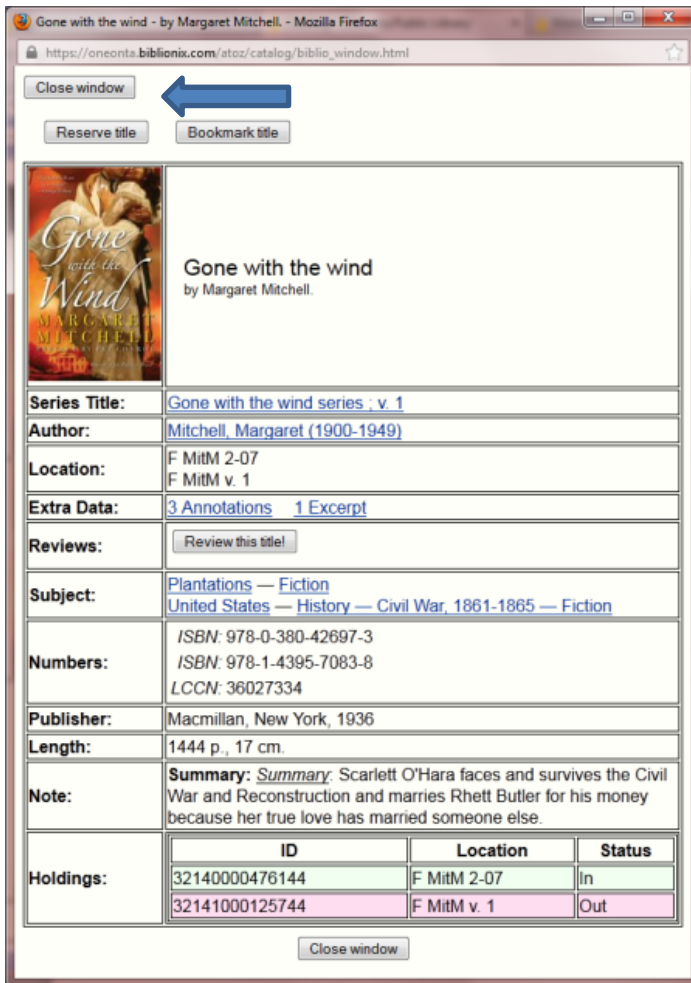 Gone with the wind - by Margaret Mitchell. - Mozilla Firefox
https://oneonta.biblionix.com/atoz/catalog/biblio_window.html
Close window
Reserve title Bookmark title
Gone
with the
Wind
MARGARET
MITCHELL
Gone with the wind
by Margaret Mitchell.
Series Title: Gone with the wind series ; v. 1
Author: Mitchell, Margaret (1900-1949)
Location: F MitM 2-07
F MitM v. 1
Extra Data: 3 Annotations 1 Excerpt
Reviews: Review this title!
Subject: Plantations — Fiction
United States — History — Civil War, 1861-1865 — Fiction
Numbers: ISBN: 978-0-380-42697-3
ISBN: 978-1-4395-7083-8
LCCN: 36027334
Publisher: Macmillan, New York, 1936
Length: 1444 p., 17 cm.
Note: Summary: Summary: Scarlett O'Hara faces and survives the Civil
War and Reconstruction and marries Rhett Butler for his money
because her true love has married someone else.
Holdings: ID Location Status
32140000476144 F MitM 2-07 In
32141000125744 F MitM v. 1 Out
Close window